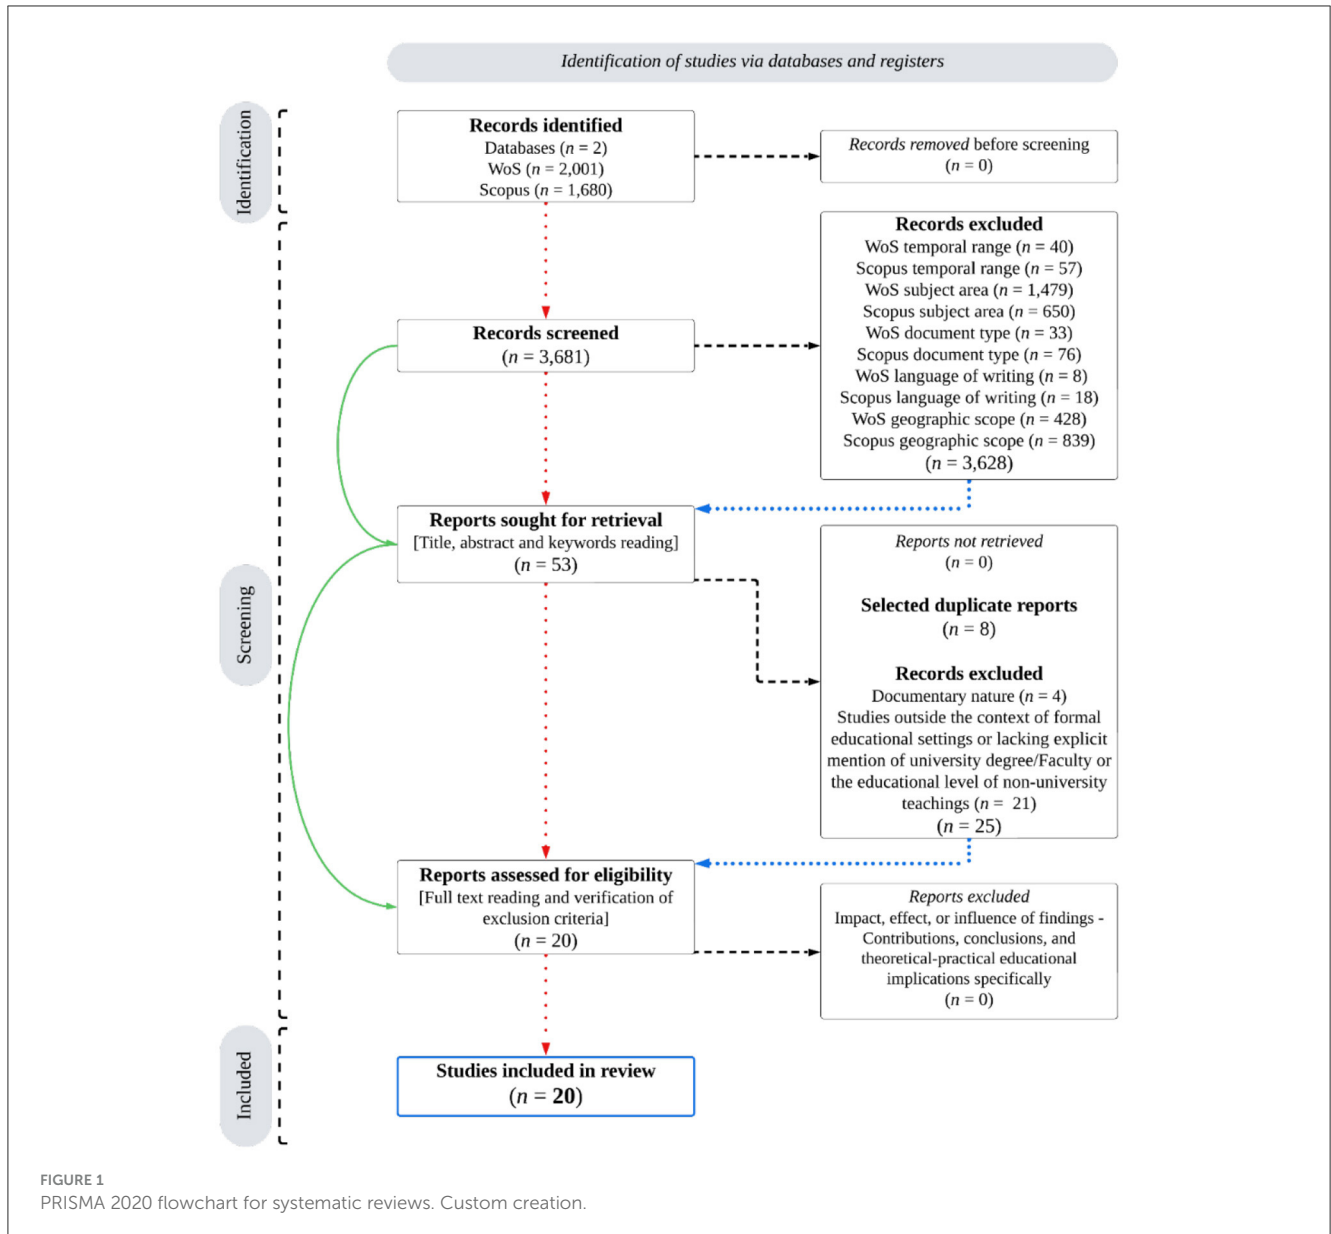 Identification of studies via databases and registers
Identification
Records identified
Databases (n = 2)
WoS (n = 2,001)
Scopus (n = 1,680)
Records removed before screening
(n = 0)
Screening
Records screened
(n = 3,681)
Records excluded
WoS temporal range (n = 40)
Scopus temporal range (n = 57)
WoS subject area (n = 1,479)
Scopus subject area (n = 650)
WoS document type (n = 33)
Scopus document type (n = 76)
WoS language of writing (n = 8)
Scopus language of writing (n = 18)
WoS geographic scope (n = 428)
Scopus geographic scope (n = 839)
(n = 3,628)
Reports sought for retrieval
[Title, abstract and keywords reading]
(n = 53)
Reports not retrieved
(n = 0)
Selected duplicate reports
(n = 8)
Records excluded
Documentary nature (n = 4)
Studies outside the context of formal
educational settings or lacking explicit
mention of university degree/Faculty or
the educational level of non-university
teachings (n = 21)
(n = 25)
Reports assessed for eligibility
[Full text reading and verification of
exclusion criteria]
(n = 20)
Reports excluded
Impact, effect, or influence of findings -
Contributions, conclusions, and
theoretical-practical educational
implications specifically
(n = 0)
Included
Studies included in review
(n = 20)
FIGURE 1
PRISMA 2020 flowchart for systematic reviews. Custom creation.